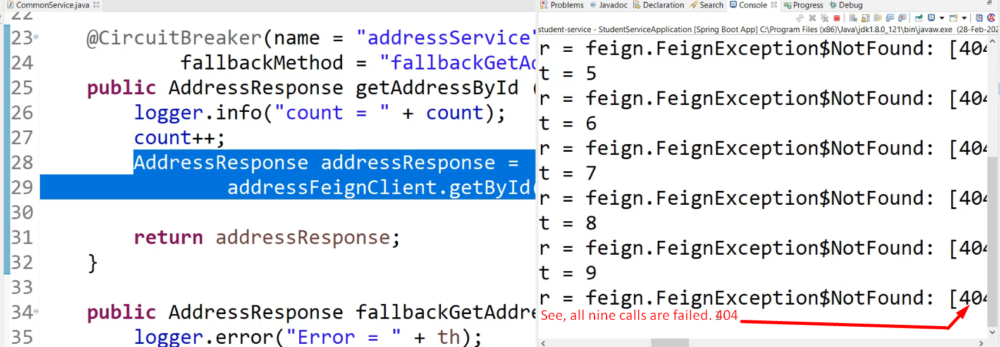 CommonService.java
Problems Javadoc Declaration Search Console Progress Debug
student-service - StudentServiceApplication [Spring Boot App] C:\Program Files (x86)\Java\jdk1.8.0_121\bin\javaw.exe (28-Feb-202
22
23 @CircuitBreaker(name = "addressService"
24 fallbackMethod = "fallbackGetAd
25 public AddressResponse getAddressById (
26 logger.info("count = " + count);
27 count++;
28 AddressResponse addressResponse =
29 addressFeignClient.getById(
30
31 return addressResponse;
32 }
33
34 public AddressResponse fallbackGetAddre
35 logger.error("Error = " + th);
r = feign.FeignException$NotFound: [404
t = 5
r = feign.FeignException$NotFound: [404
t = 6
r = feign.FeignException$NotFound: [404
t = 7
r = feign.FeignException$NotFound: [404
t = 8
r = feign.FeignException$NotFound: [404
t = 9
r = feign.FeignException$NotFound: [404
See, all nine calls are failed. 404